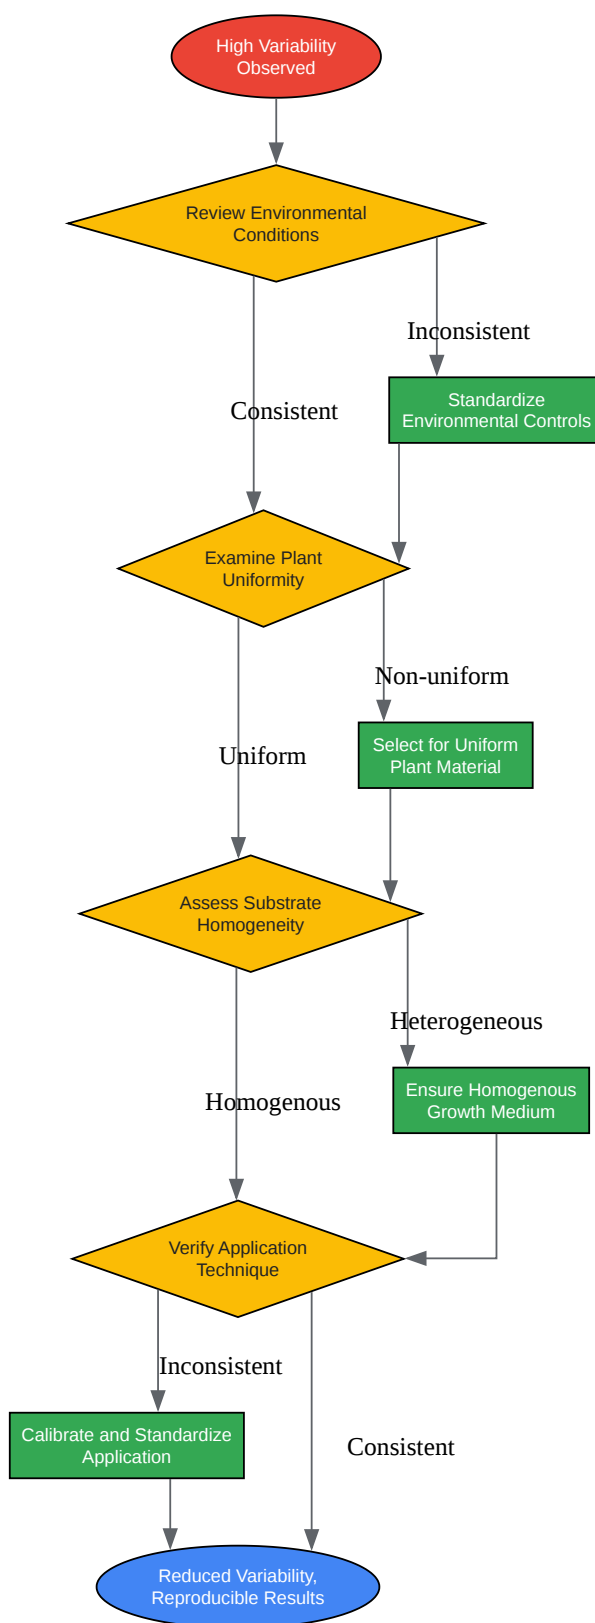 High Variability
Observed
Review Environmental
Conditions
Inconsistent
Standardize
Environmental Controls
Consistent
Examine Plant
Uniformity
Non-uniform
Select for Uniform
Plant Material
Uniform
Assess Substrate
Homogeneity
Heterogeneous
Ensure Homogenous
Growth Medium
Homogenous
Verify Application
Technique
Inconsistent
Calibrate and Standardize
Application
Consistent
Reduced Variability,
Reproducible Results